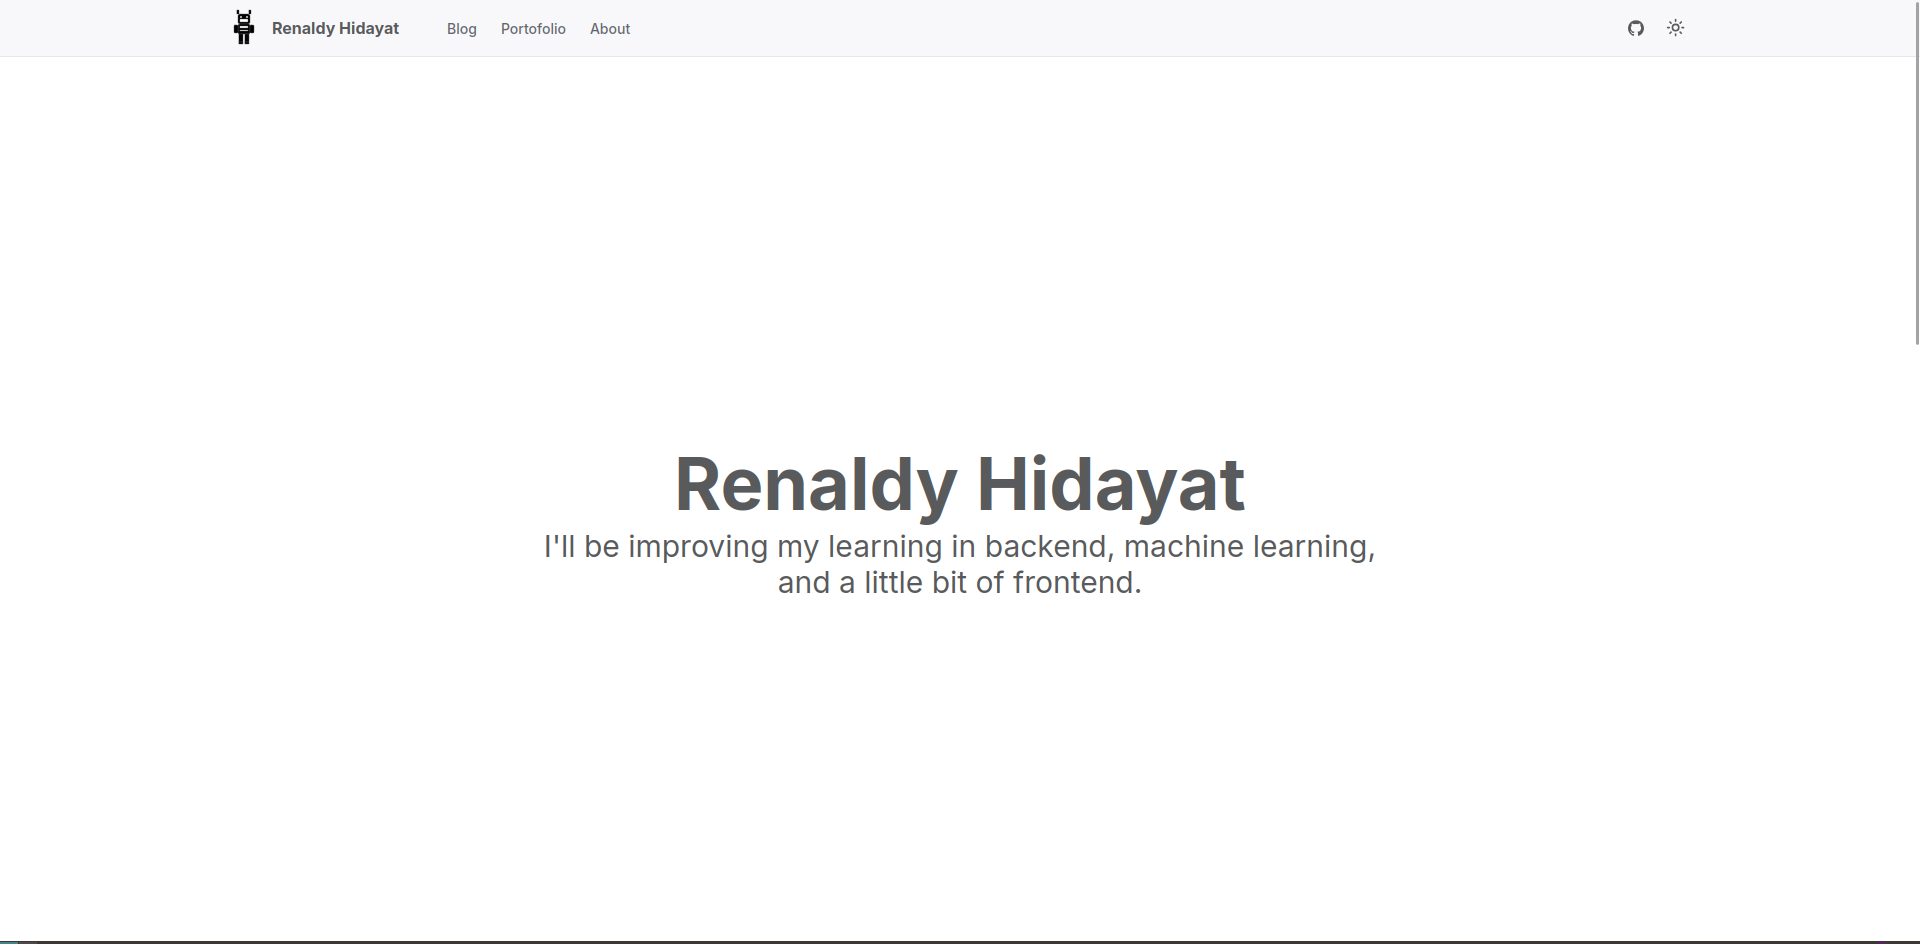 Renaldy Hidayat
Blog
Portofolio
About
Renaldy Hidayat
I'll be improving my learning in backend, machine learning,
and a little bit of frontend.